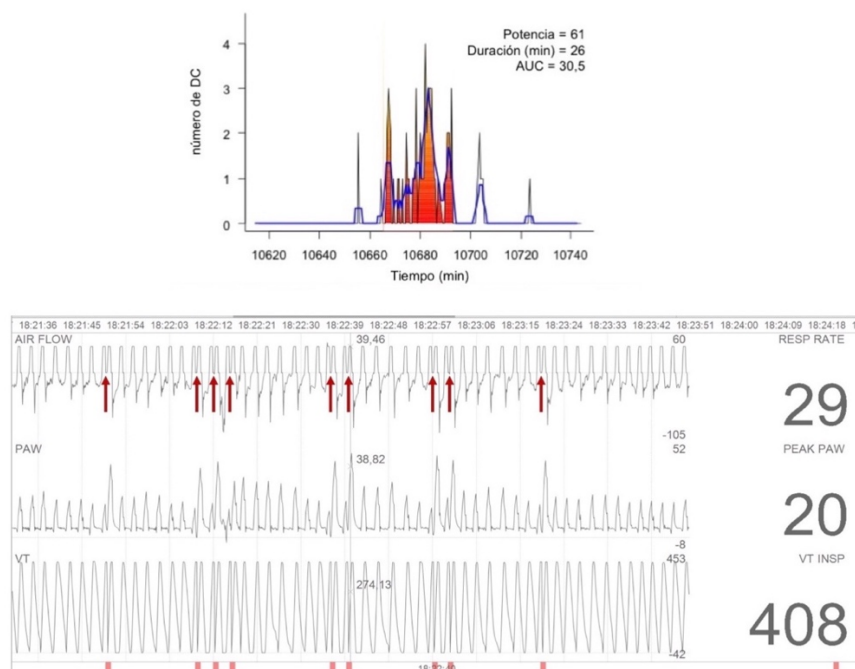 Potencia = 61
Duración (min) = 26
AUC = 30,5
número de DC
4
3
2
1
0
10620 10640 10660 10680 10700 10720 10740
Tiempo (min)
18:21:36 18:21:45 18:21:54 18:22:03 18:22:12 18:22:21 18:22:30 18:22:39 18:22:48 18:22:57 18:23:06 18:23:15 18:23:24 18:23:33 18:23:42 18:23:51 18:24:00 18:24:09 18:24:18
AIR FLOW 39,46 60 RESP RATE
29
-105
PAW 38,82 52 PEAK PAW
20
-8
VT 274,13 453 VT INSP
408
-42